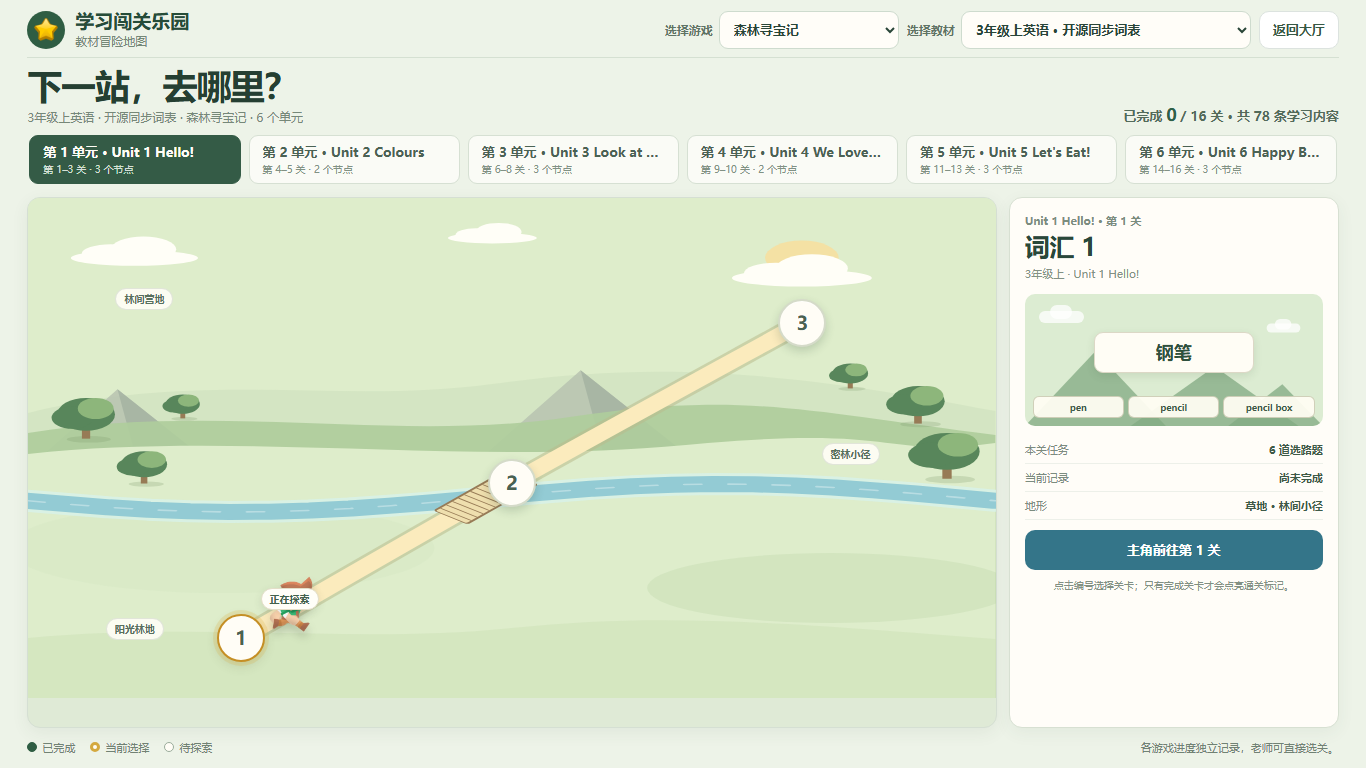 学习闯关乐园
教材冒险地图
选择游戏
森林寻宝记
选择教材
3年级上英语 • 开源同步词表
返回大厅
下一站，去哪里？
3年级上英语 · 开源同步词表 · 森林寻宝记 · 6 个单元
已完成 0 / 16 关 • 共 78 条学习内容
第 1 单元 • Unit 1 Hello!
第 1–3 关 · 3 个节点
第 2 单元 • Unit 2 Colours
第 4–5 关 · 2 个节点
第 3 单元 • Unit 3 Look at ...
第 6–8 关 · 3 个节点
第 4 单元 • Unit 4 We Love...
第 9–10 关 · 2 个节点
第 5 单元 • Unit 5 Let's Eat!
第 11–13 关 · 3 个节点
第 6 单元 • Unit 6 Happy B...
第 14–16 关 · 3 个节点
林间营地
3
密林小径
2
正在探索
阳光林地
1
Unit 1 Hello! • 第 1 关
词汇 1
3年级上 · Unit 1 Hello!
钢笔
pen
pencil
pencil box
本关任务
6 道选路题
当前记录
尚未完成
地形
草地 • 林间小径
主角前往第 1 关
点击编号选择关卡；只有完成关卡才会点亮通关标记。
已完成
当前选择
待探索
各游戏进度独立记录，老师可直接选关。